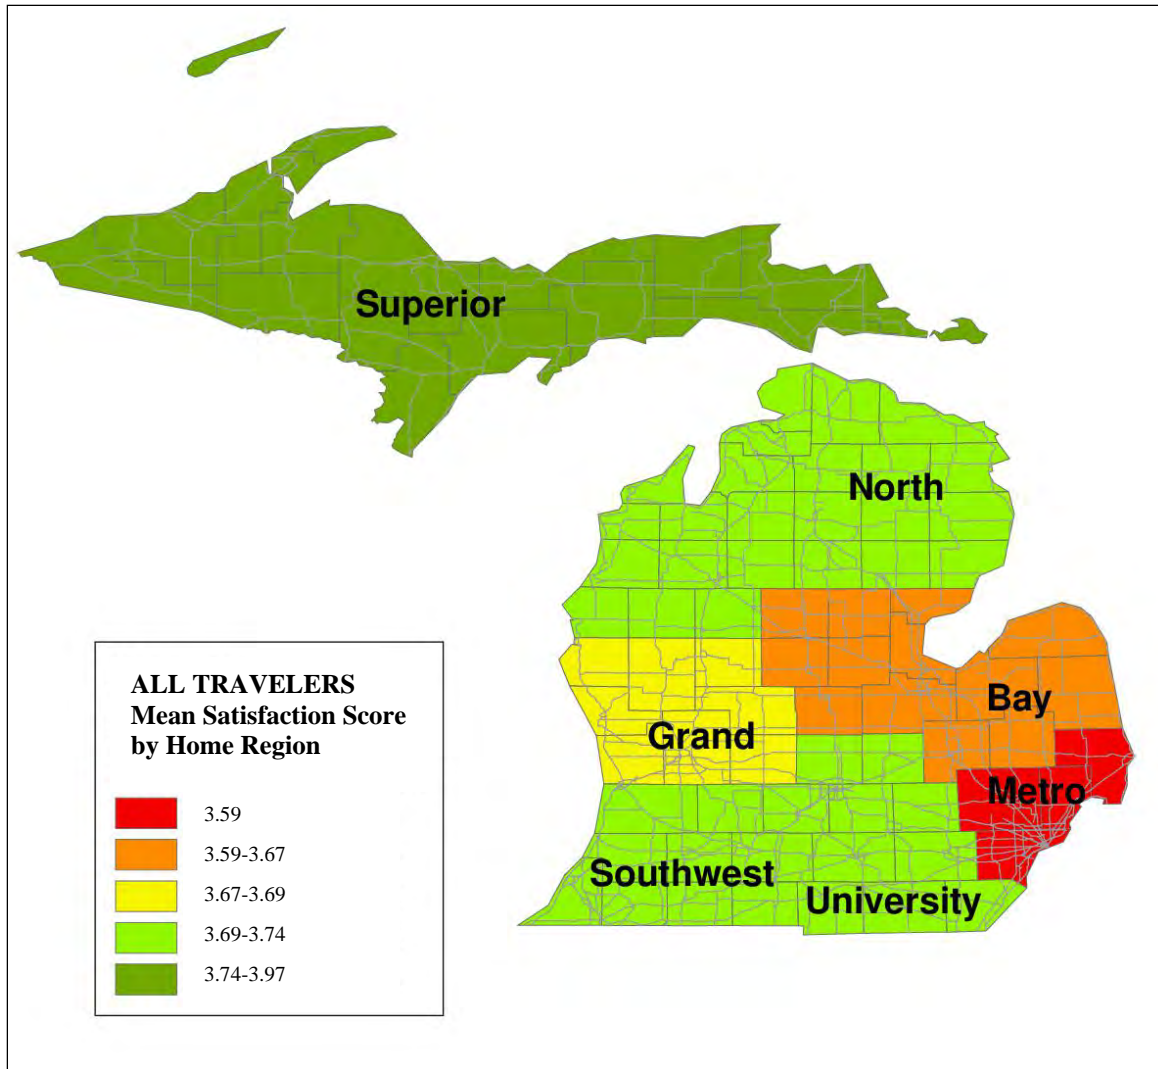 Superior
North
Bay
Grand
Metro
Southwest
University
ALL TRAVELERS
Mean Satisfaction Score
by Home Region
3.59
3.59-3.67
3.67-3.69
3.69-3.74
3.74-3.97